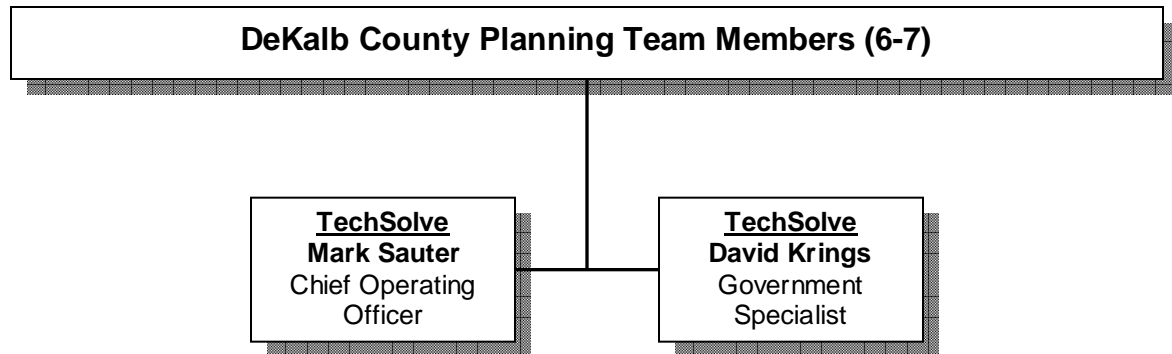 DeKalb County Planning Team Members (6-7)
TechSolve
Mark Sauter
Chief Operating
Officer
TechSolve
David Krings
Government
Specialist